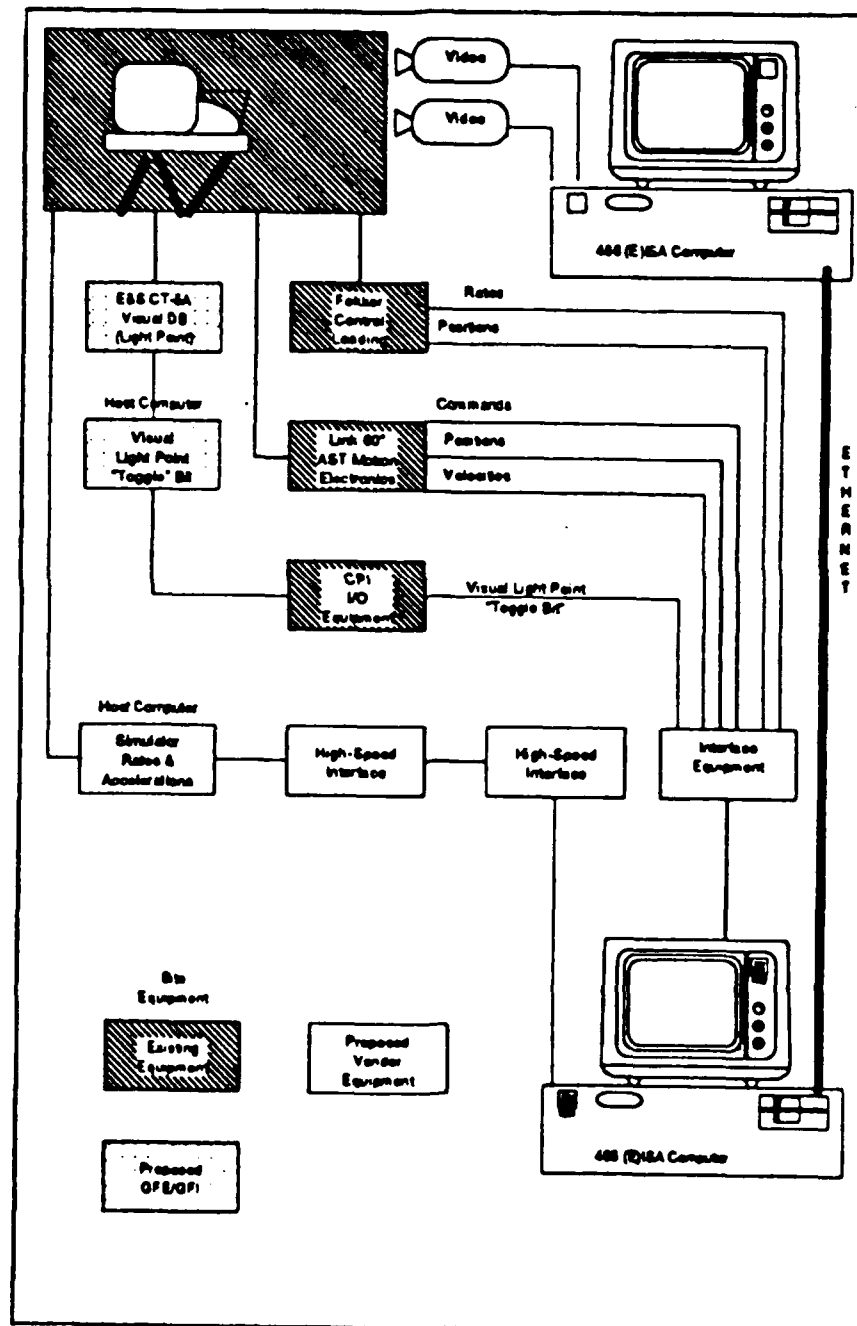 Video
Video
486 (E)ISA Computer
E&S CT-5A
Visual DB
(Light Point)
Fokker
Control
Loading
Rates
Positions
Host Computer
Visual
Light Point
"Toggle" Bit
Link 60"
AST Motion
Electronics
Commands
Positions
Velocities
ETHERNET
CPI
I/O
Equipment
Visual Light Point
"Toggle Bit"
Host Computer
Simulator
Rates &
Accelerations
High-Speed
Interface
High-Speed
Interface
Interface
Equipment
Site
Equipment
Existing
Equipment
Proposed
Vendor
Equipment
Proposed
GFE/GFI
486 (E)ISA Computer